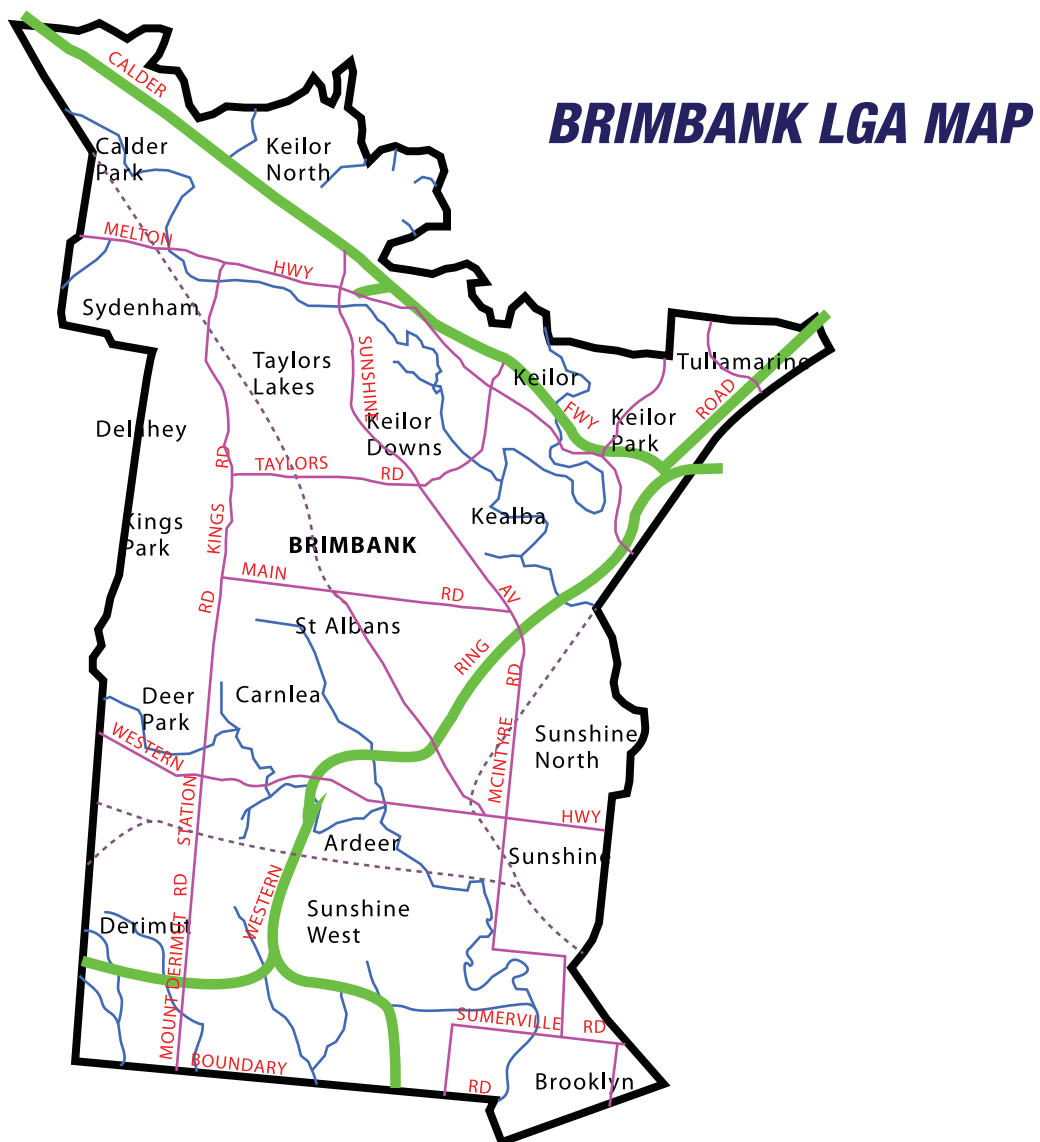 BRIMBANK LGA MAP
CALDER
Calder
Park
Keilor
North
MELTON
HWY
Sydenham
Taylors
Lakes
SUNSHINE
Keilor
Tullamarine
ROAD
FWY
Keilor
Park
Keilor
Downs
Delahey
RD
TAYLORS
RD
Kings
Park
KINGS
Kealba
BRIMBANK
MAIN
RD
AV
RD
St Albans
RING
RD
Deer
Park
Carnlea
WESTERN
MCINTYRE
Sunshine
North
STATION
HWY
Ardeer
Sunshine
RD
WESTERN
Sunshine
West
Derimut
DERIMUT
MOUNT
SUMERVILLE
RD
BOUNDARY
RD
Brooklyn